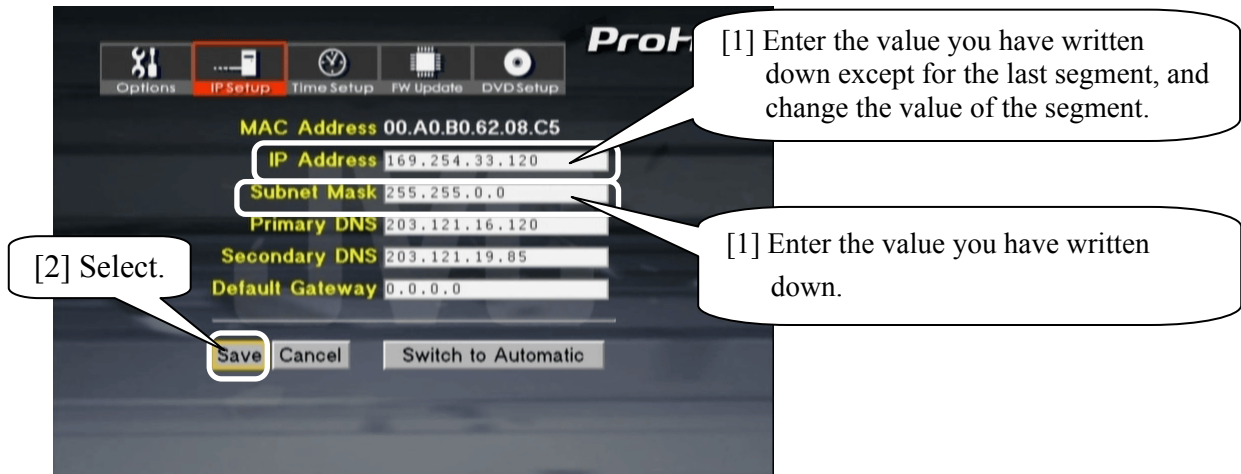 [1] Enter the value you have written
down except for the last segment, and
change the value of the segment.
Options IP Setup Time Setup FW Update DVD Setup
MAC Address 00.A0.B0.62.08.C5
IP Address 169.254.33.120
Subnet Mask 255.255.0.0
Primary DNS 203.121.16.120
Secondary DNS 203.121.19.85
Default Gateway 0.0.0.0
[1] Enter the value you have written
down.
[2] Select.
Save Cancel Switch to Automatic